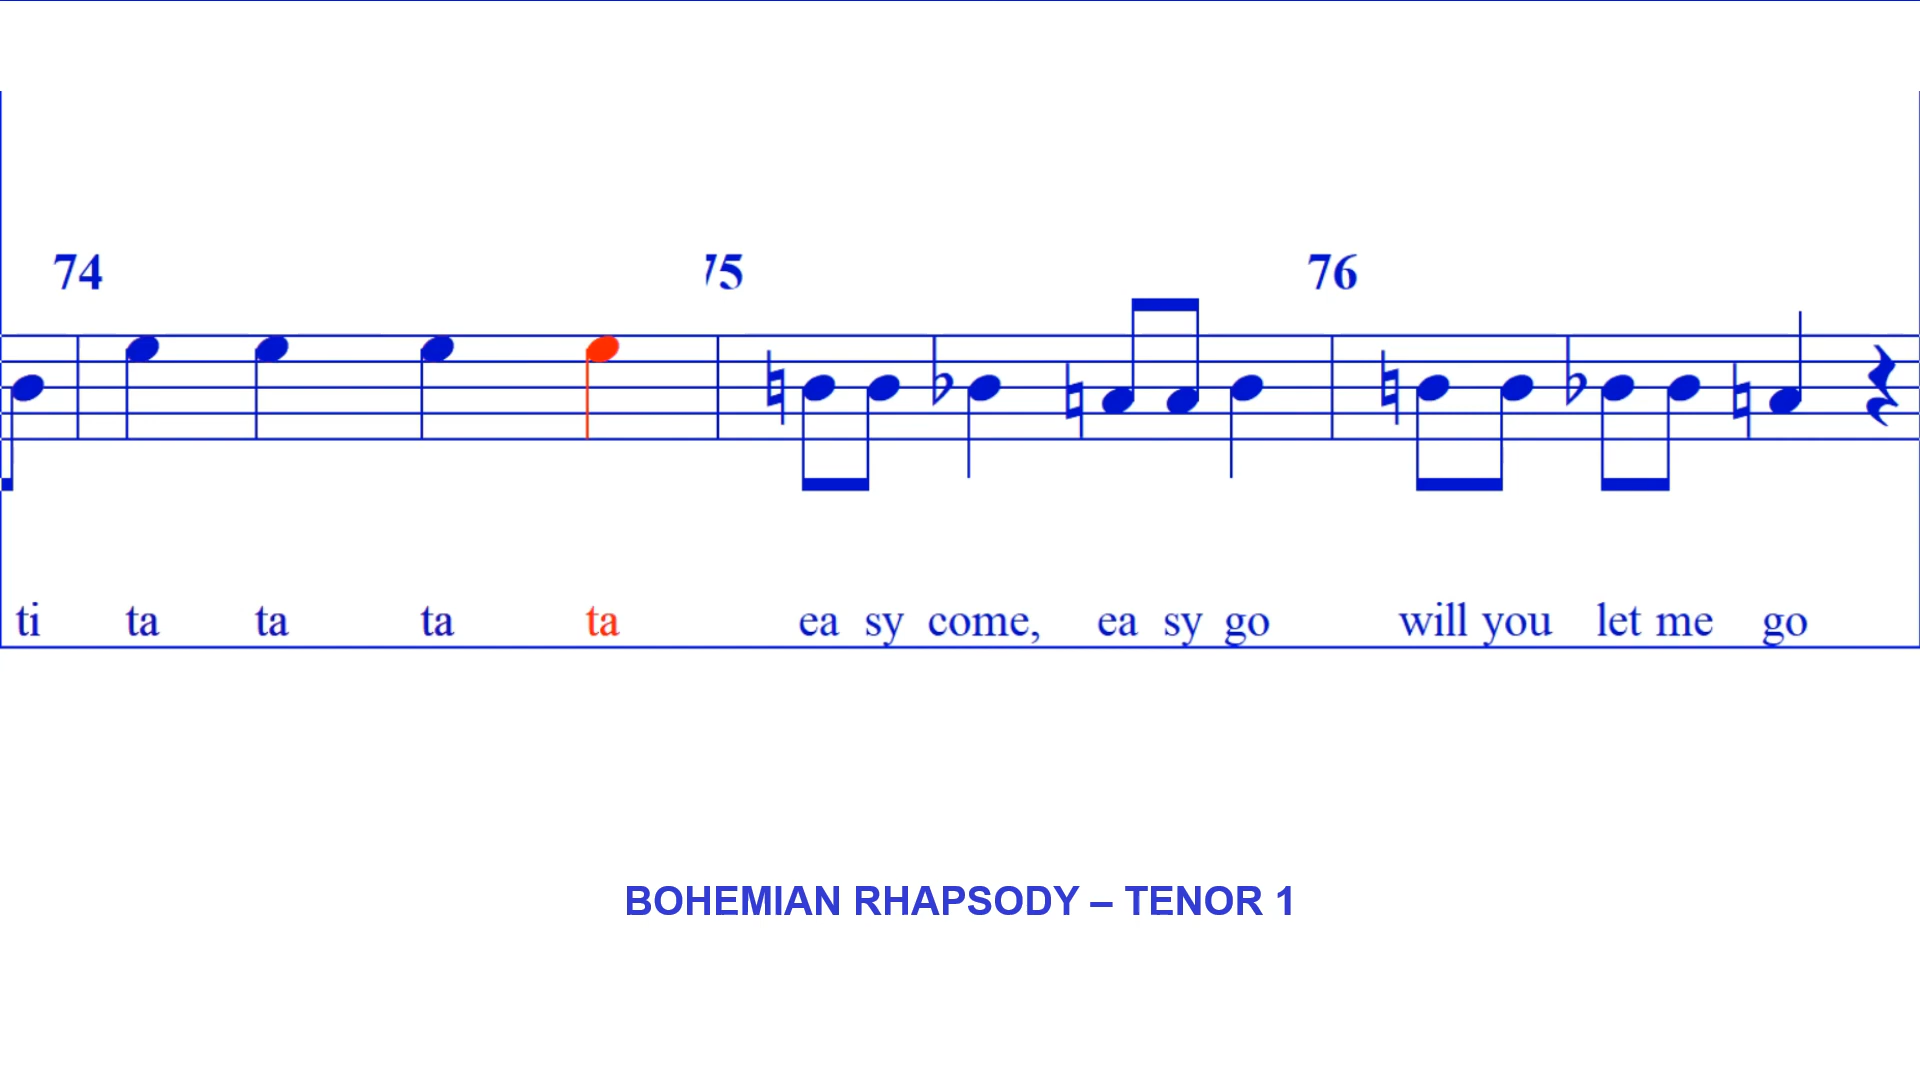 74 75 76
ti ta ta ta ta ea sy come, ea sy go will you let me go
BOHEMIAN RHAPSODY – TENOR 1